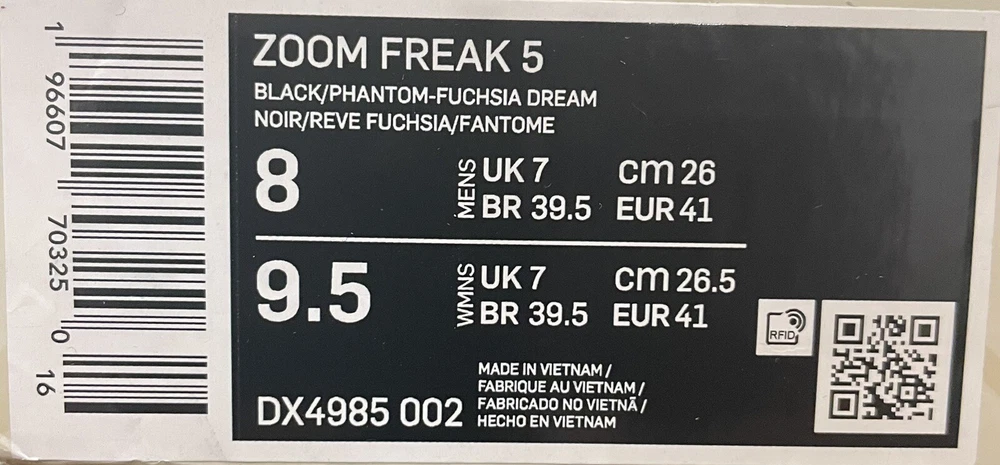 1 96607 70325 0 16
ZOOM FREAK 5
BLACK/PHANTOM-FUCHSIA DREAM
NOIR/REVE FUCHSIA/FANTOME
8 MENS UK 7 cm 26
BR 39.5 EUR 41
9.5 WMNS UK 7 cm 26.5
BR 39.5 EUR 41
RFID
MADE IN VIETNAM /
FABRIQUE AU VIETNAM /
FABRICADO NO VIETNÃ /
HECHO EN VIETNAM
DX4985 002